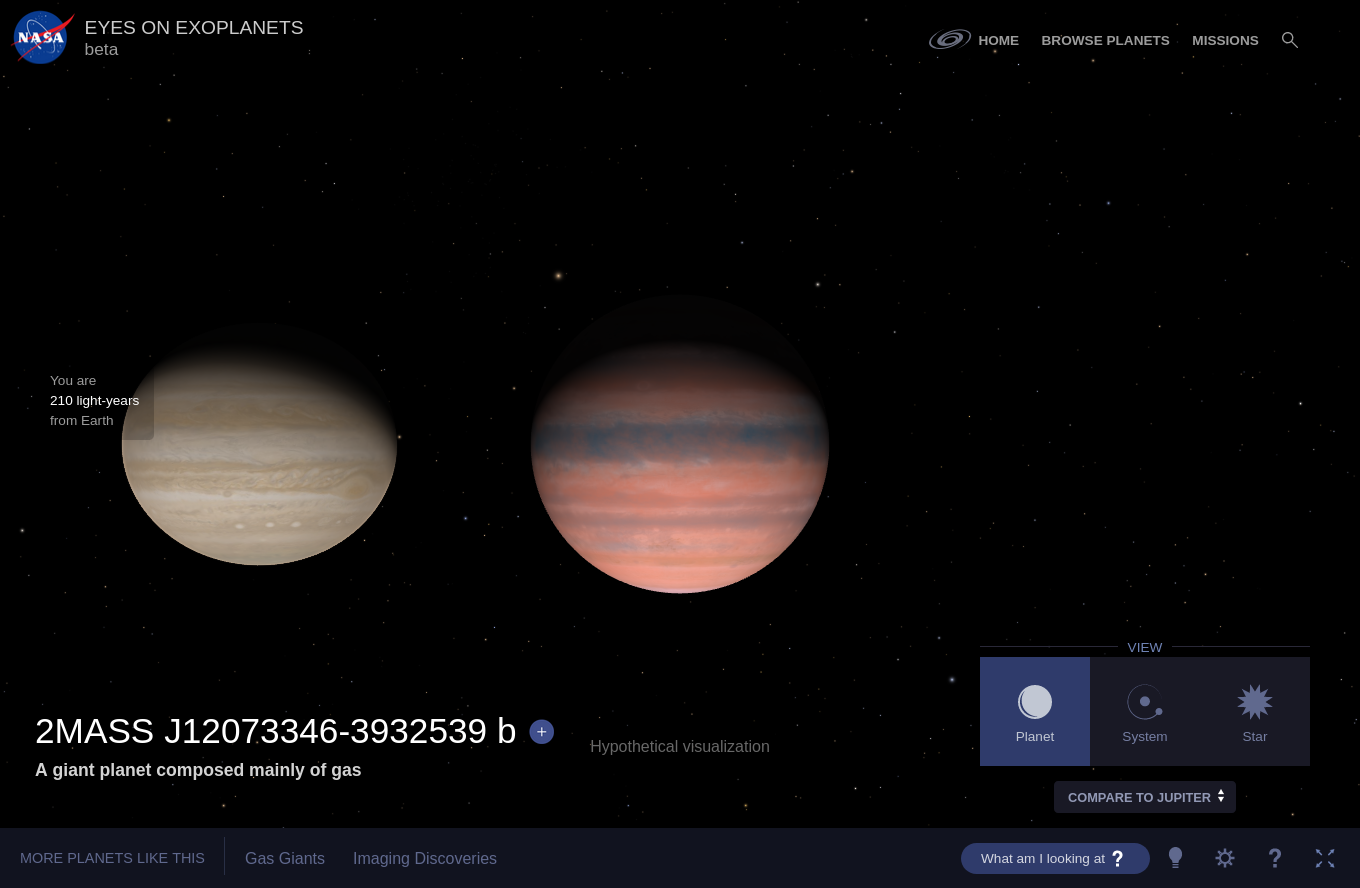 NASA
EYES ON EXOPLANETS
beta
HOME
BROWSE PLANETS
MISSIONS
You are
210 light-years
from Earth
2MASS J12073346-3932539 b +
A giant planet composed mainly of gas
Hypothetical visualization
VIEW
Planet
System
Star
COMPARE TO JUPITER
MORE PLANETS LIKE THIS
Gas Giants
Imaging Discoveries
What am I looking at ?
?